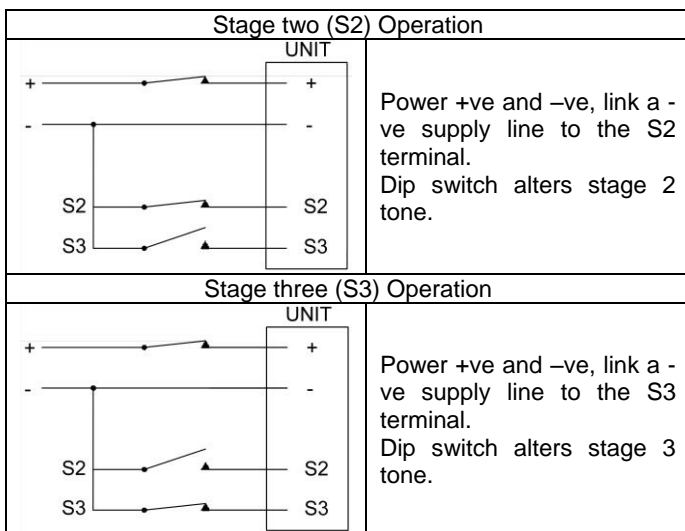 Stage two (S2) Operation
UNIT
+ +
- -
S2 S2
S3 S3
Power +ve and –ve, link a -
ve supply line to the S2
terminal.
Dip switch alters stage 2
tone.
Stage three (S3) Operation
UNIT
+ +
- -
S2 S2
S3 S3
Power +ve and –ve, link a -
ve supply line to the S3
terminal.
Dip switch alters stage 3
tone.